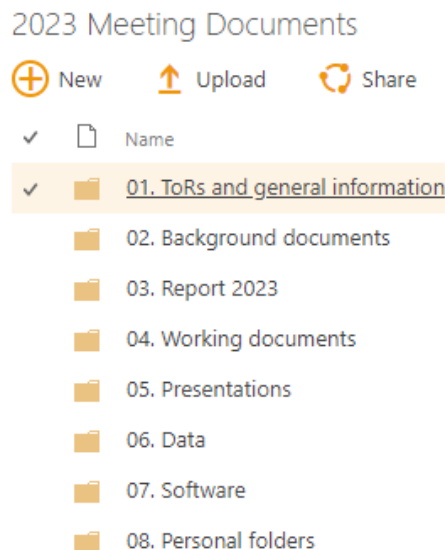 2023 Meeting Documents
New Upload Share
Name
01. ToRs and general information
02. Background documents
03. Report 2023
04. Working documents
05. Presentations
06. Data
07. Software
08. Personal folders